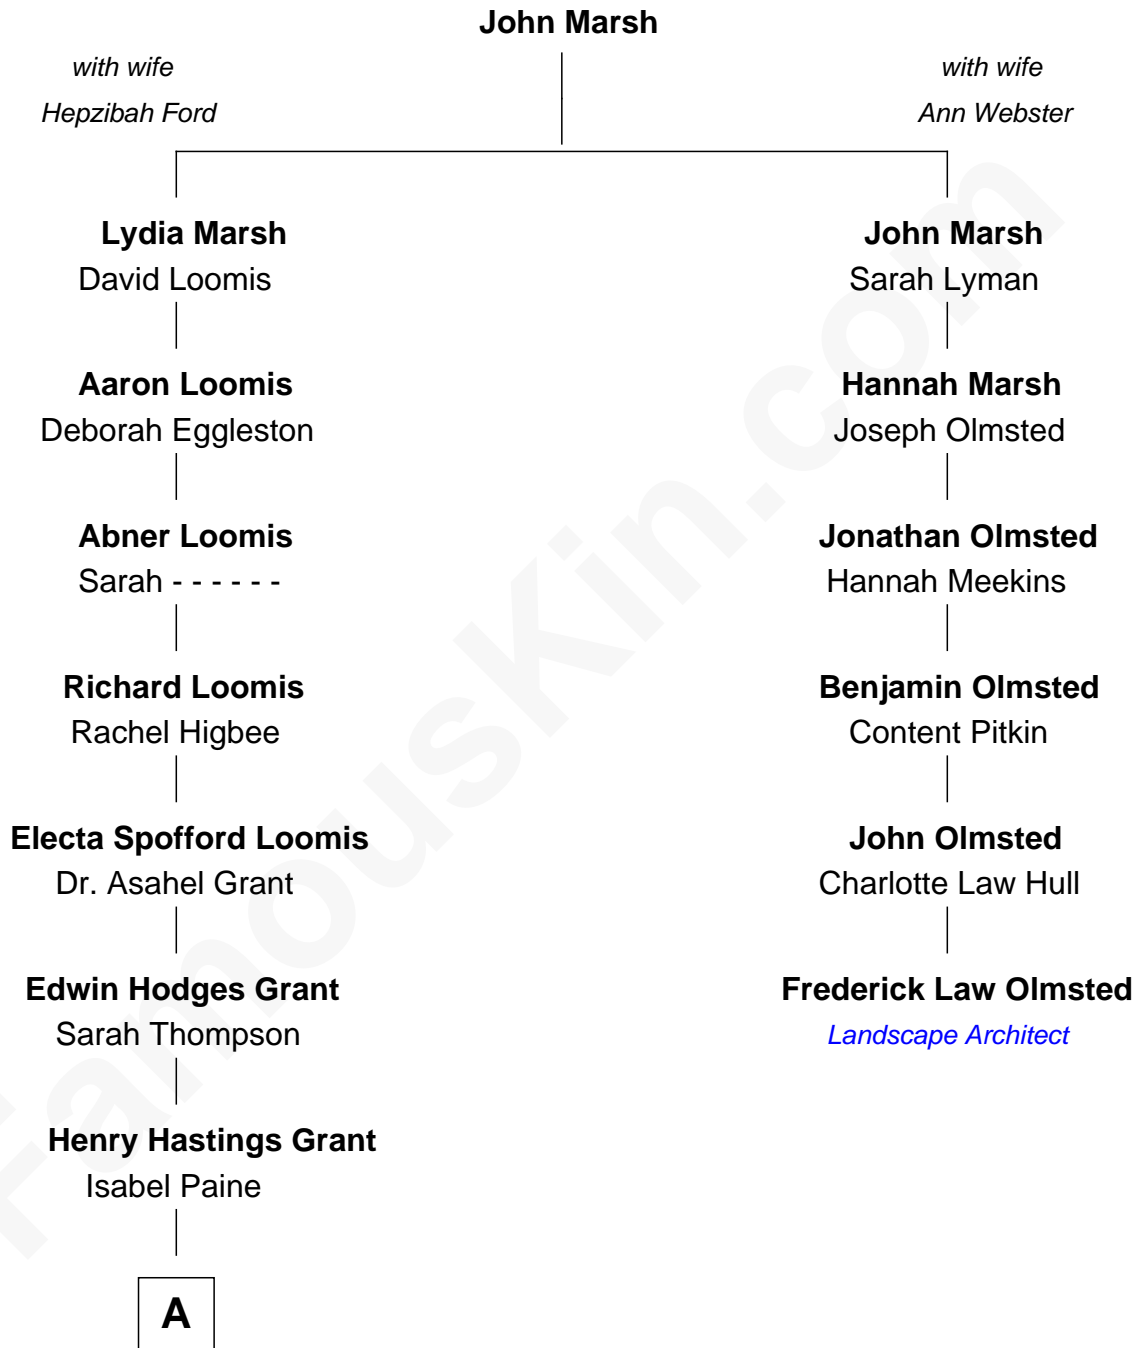 John Marsh
with wife
Hepzibah Ford
with wife
Ann Webster
Lydia Marsh
David Loomis
John Marsh
Sarah Lyman
Aaron Loomis
Deborah Eggleston
Hannah Marsh
Joseph Olmsted
Abner Loomis
Sarah - - - - - -
Jonathan Olmsted
Hannah Meekins
Richard Loomis
Rachel Higbee
Benjamin Olmsted
Content Pitkin
Electa Spofford Loomis
Dr. Asahel Grant
John Olmsted
Charlotte Law Hull
Edwin Hodges Grant
Sarah Thompson
Frederick Law Olmsted
Landscape Architect
Henry Hastings Grant
Isabel Paine
A
FamousKin.com